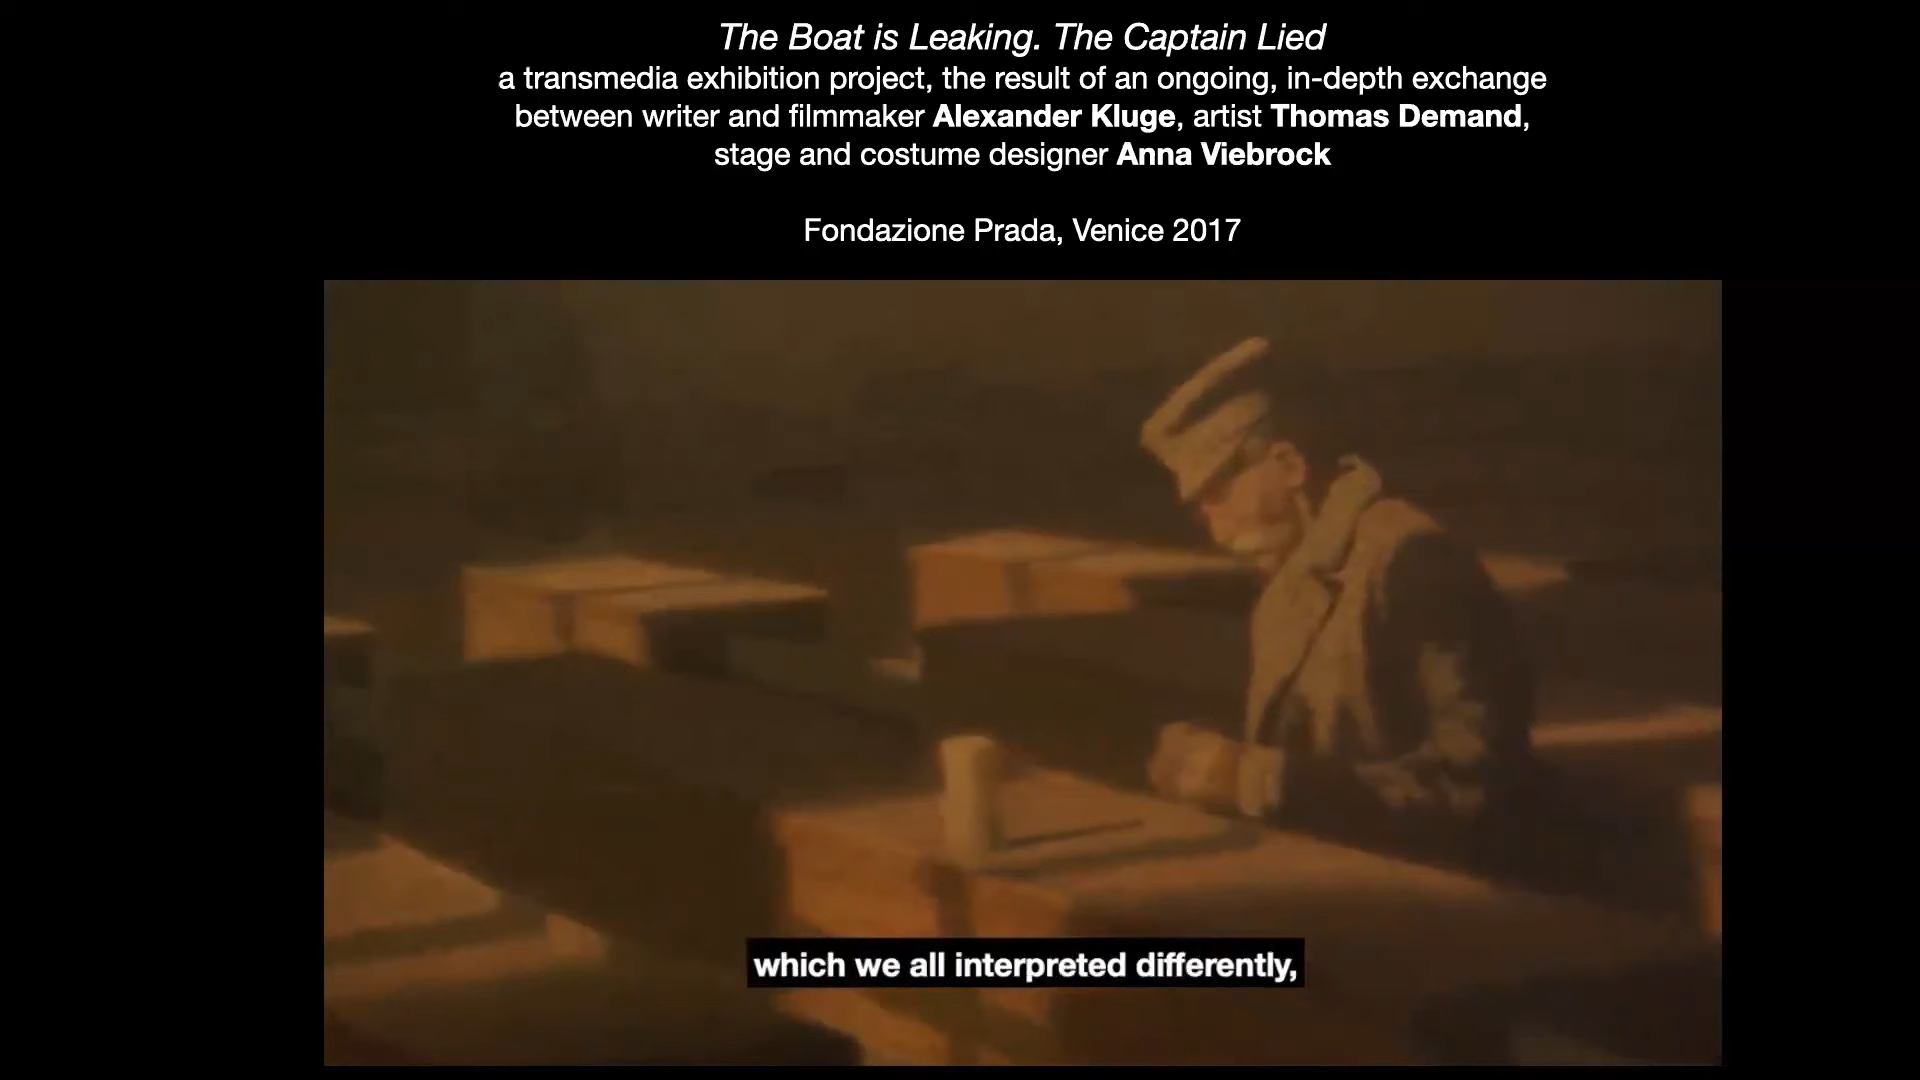 The Boat is Leaking. The Captain Lied
a transmedia exhibition project, the result of an ongoing, in-depth exchange
between writer and filmmaker Alexander Kluge, artist Thomas Demand,
stage and costume designer Anna Viebrock
Fondazione Prada, Venice 2017
which we all interpreted differently,